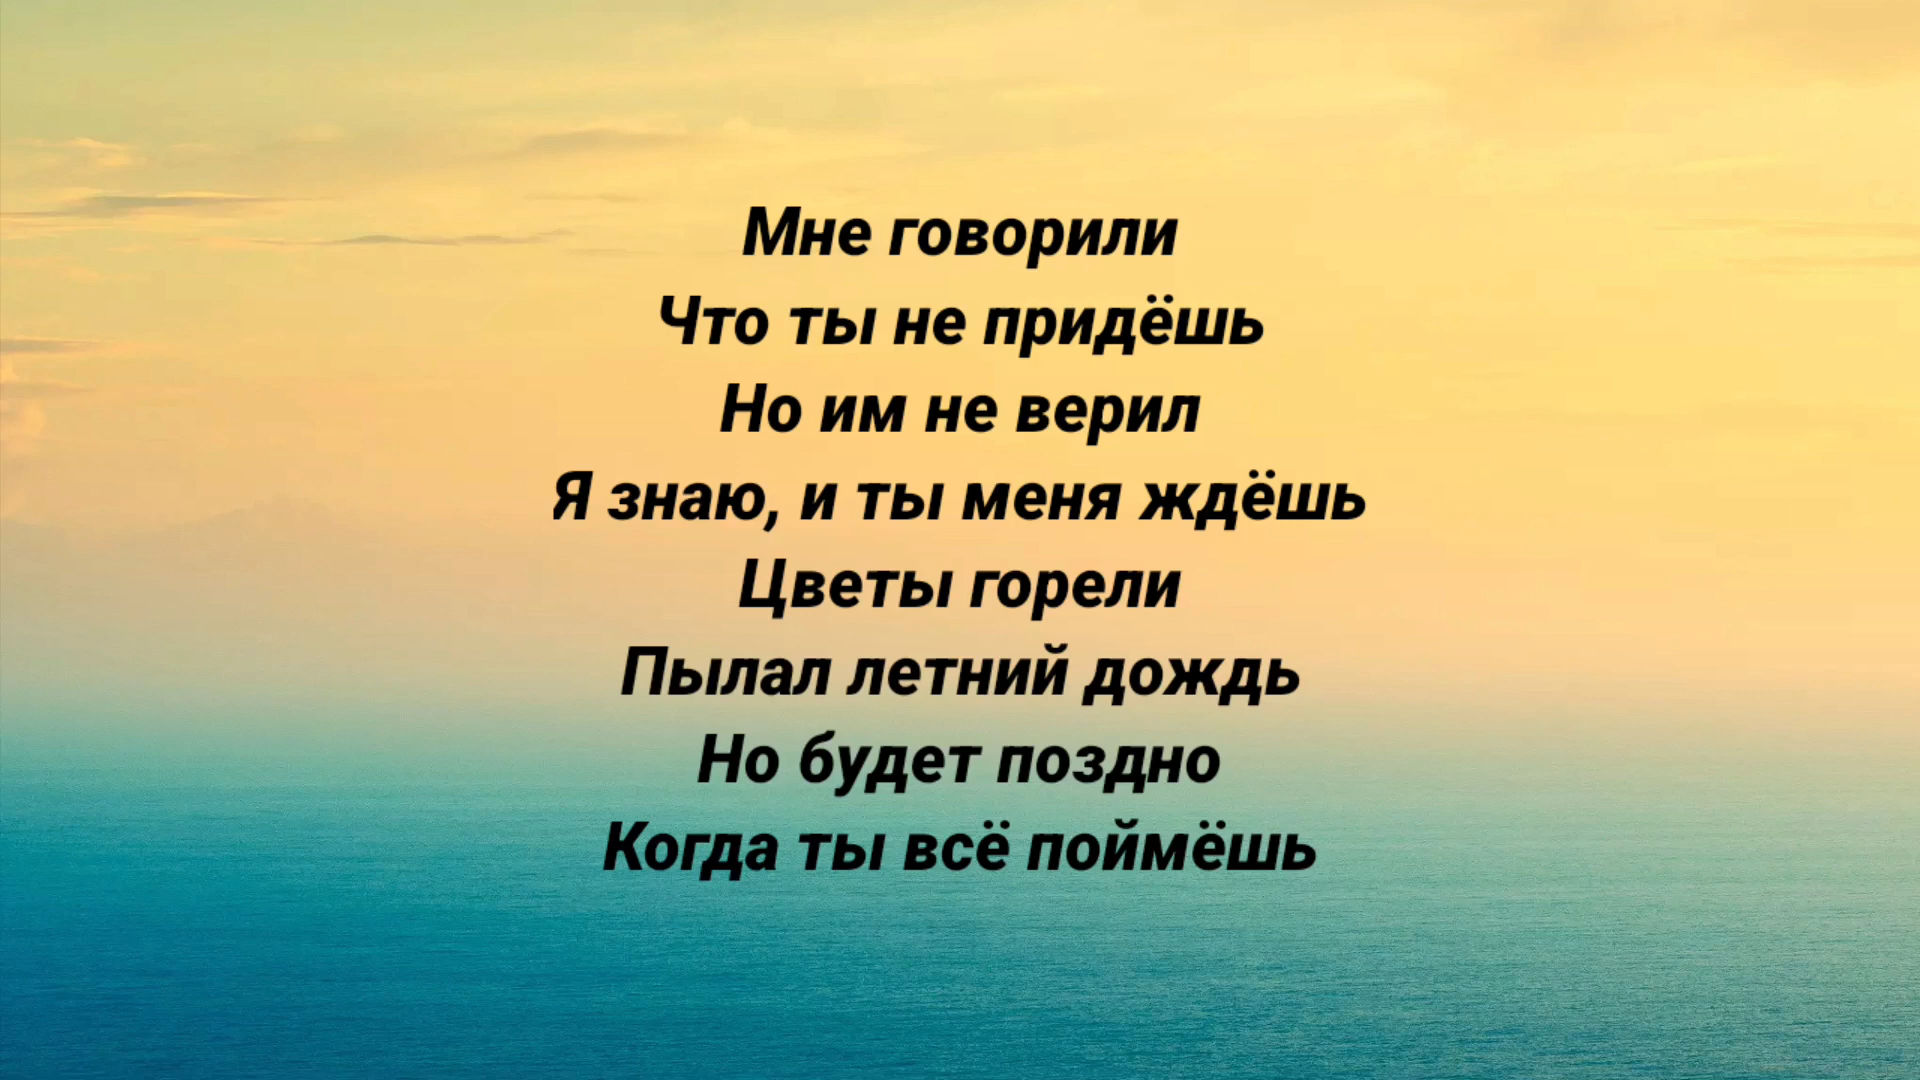 Мне говорили
Что ты не придёшь
Но им не верил
Я знаю, и ты меня ждёшь
Цветы горели
Пылал летний дождь
Но будет поздно
Когда ты всё поймёшь